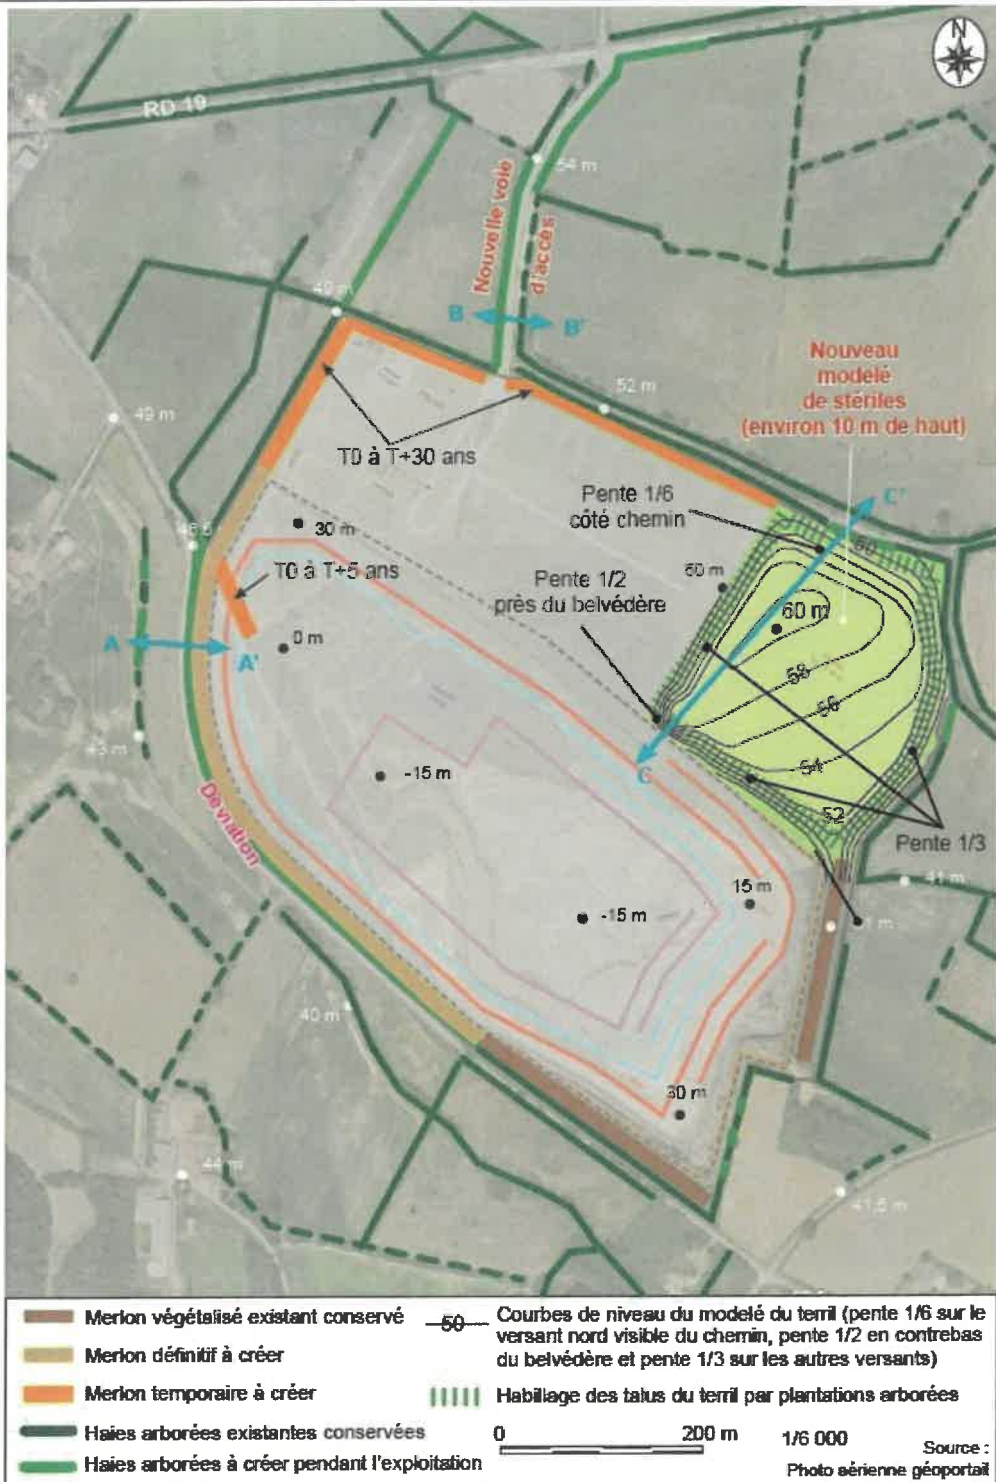 N
RD 19
54 m
Nouvelle voie
d'accès
49 m
B
B'
Nouveau
modelé
de stériles
(environ 10 m de haut)
52 m
49 m
T0 à T+30 ans
Pente 1/6
côté chemin
C'
50
30 m
T0 à T+5 ans
Pente 1/2
près du belvédère
50 m
60 m
A
A'
0 m
58
56
43 m
-15 m
C
54
52
Déviation
Pente 1/3
41 m
15 m
-15 m
1 m
40 m
30 m
44 m
41,5 m
Merlon végétalisé existant conservé
Merlon définitif à créer
Merlon temporaire à créer
Haies arborées existantes conservées
Haies arborées à créer pendant l'exploitation
50
Courbes de niveau du modelé du terril (pente 1/6 sur le
versant nord visible du chemin, pente 1/2 en contrebas
du belvédère et pente 1/3 sur les autres versants)
Habillage des talus du terril par plantations arborées
0
200 m
1/6 000
Source :
Photo aérienne géoportail